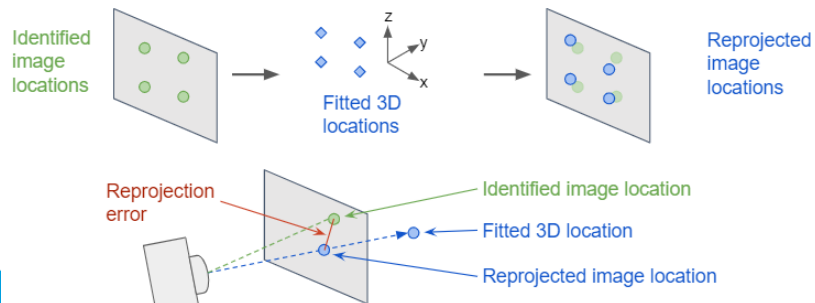 Identified
image
locations
z
y
x
Fitted 3D
locations
Reprojected
image
locations
Reprojection
error
Identified image location
Fitted 3D location
Reprojected image location